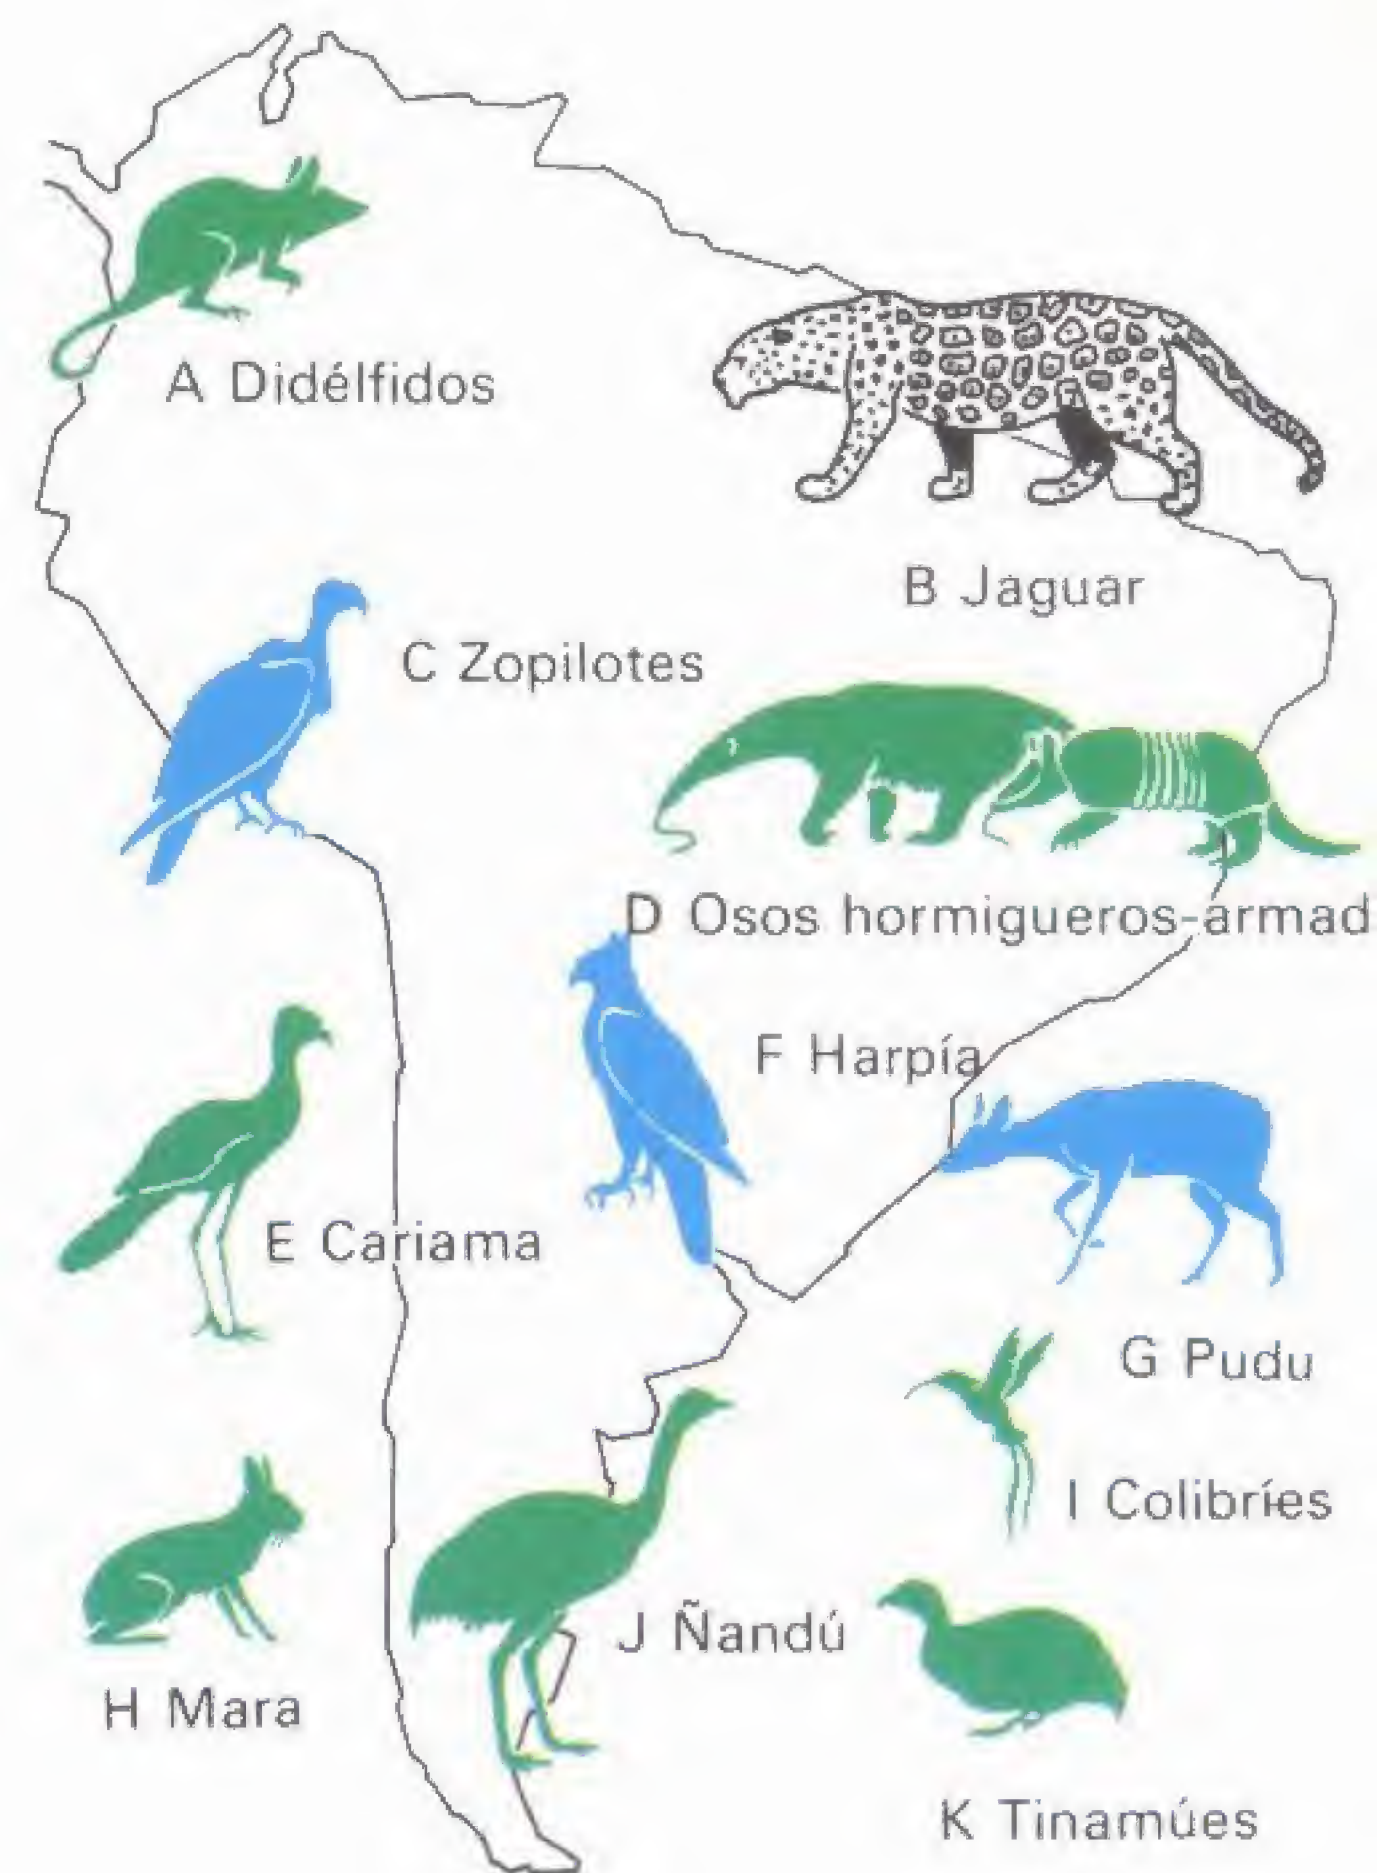 A Didélfidos
B Jaguar
C Zopilotes
D Osos hormigueros-armad
F Harpía
E Cariama
G Pudu
I Colibríes
J Ñandú
H Mara
K Tinamúes